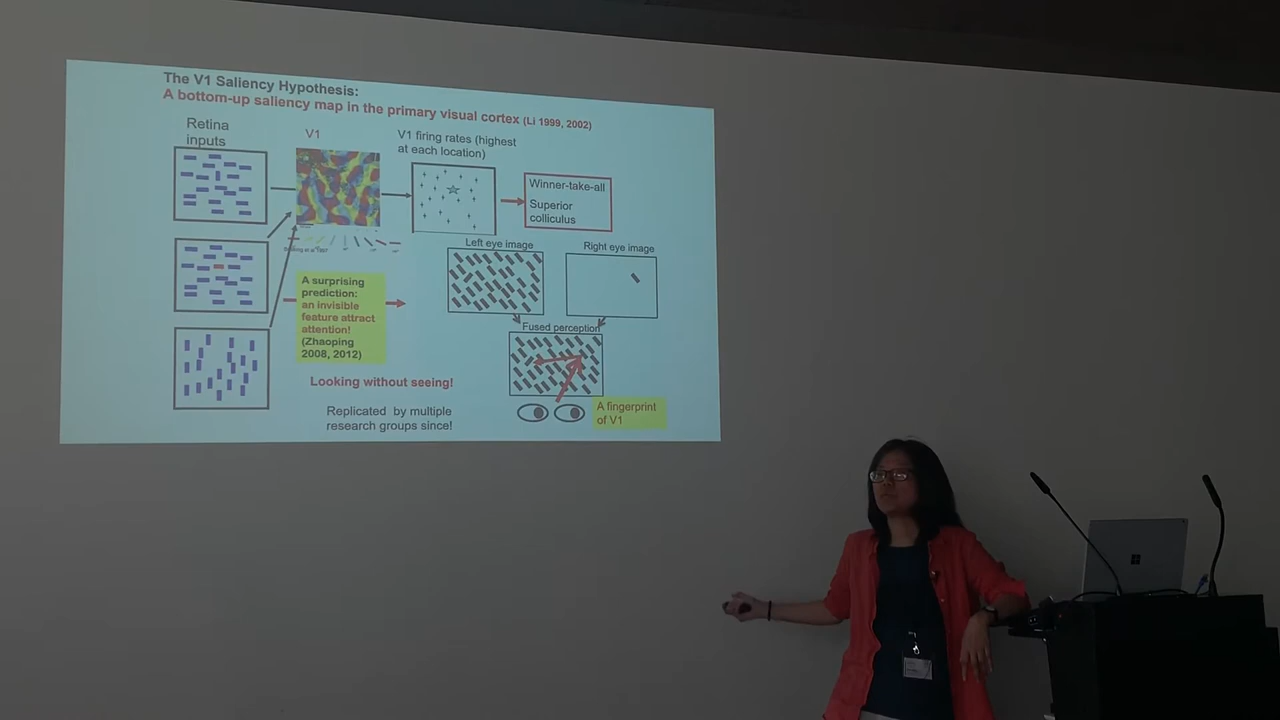 The V1 Saliency Hypothesis:
A bottom-up saliency map in the primary visual cortex (Li 1999, 2002)
Retina
inputs
V1
V1 firing rates (highest
at each location)
Winner-take-all
Superior
colliculus
Left eye image
Right eye image
A surprising
prediction:
an invisible
feature attract
attention!
(Zhaoping
2008, 2012)
Fused perception
Looking without seeing!
Replicated by multiple
research groups since!
A fingerprint
of V1